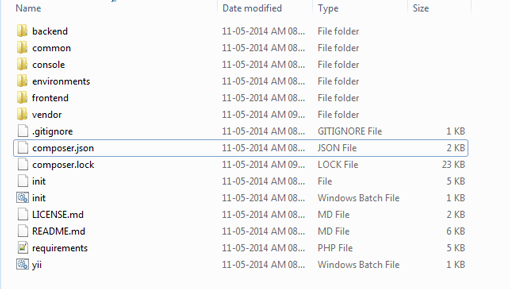 Name Date modified Type Size
backend 11-05-2014 AM 08... File folder
common 11-05-2014 AM 08... File folder
console 11-05-2014 AM 08... File folder
environments 11-05-2014 AM 08... File folder
frontend 11-05-2014 AM 08... File folder
vendor 11-05-2014 AM 09... File folder
.gitignore 11-05-2014 AM 08... GITIGNORE File 1 KB
composer.json 11-05-2014 AM 08... JSON File 2 KB
composer.lock 11-05-2014 AM 09... LOCK File 23 KB
init 11-05-2014 AM 08... File 5 KB
init 11-05-2014 AM 08... Windows Batch File 1 KB
LICENSE.md 11-05-2014 AM 08... MD File 2 KB
README.md 11-05-2014 AM 08... MD File 6 KB
requirements 11-05-2014 AM 08... PHP File 5 KB
yii 11-05-2014 AM 08... Windows Batch File 1 KB